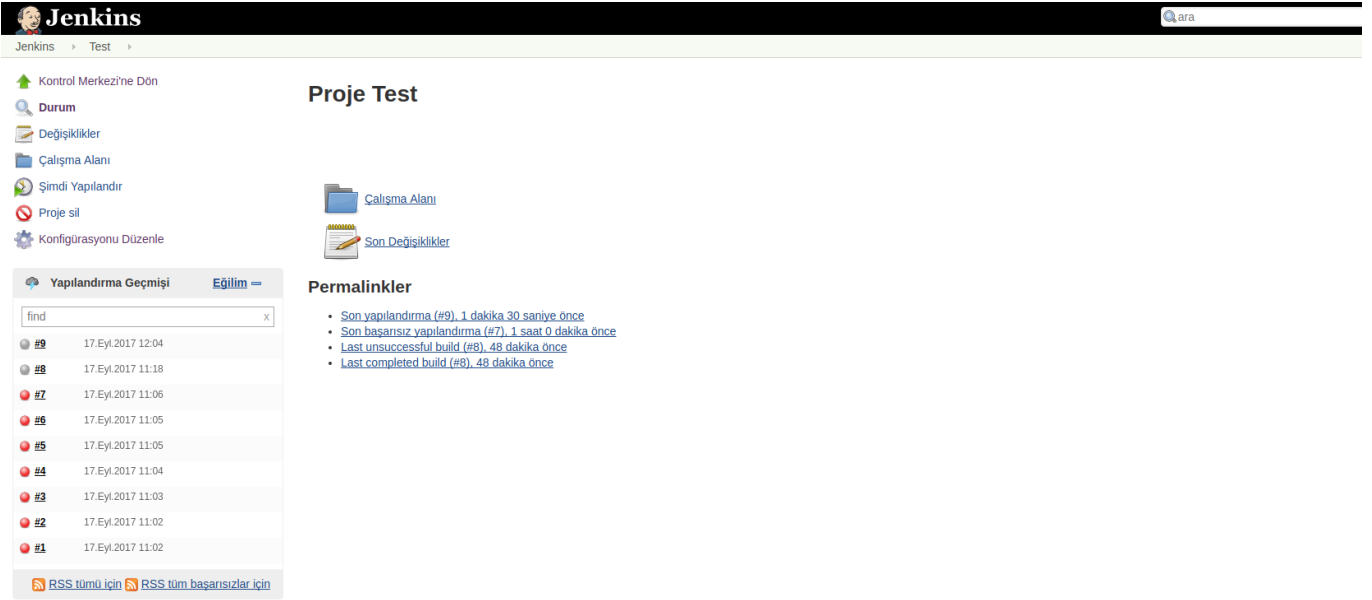 Jenkins
ara
Jenkins Test
Kontrol Merkezi'ne Dön
Durum
Değişiklikler
Çalışma Alanı
Şimdi Yapılandır
Proje sil
Konfigürasyonu Düzenle
Yapılandırma Geçmişi Eğilim
find x
#9 17.Eyl.2017 12:04
#8 17.Eyl.2017 11:18
#7 17.Eyl.2017 11:06
#6 17.Eyl.2017 11:05
#5 17.Eyl.2017 11:05
#4 17.Eyl.2017 11:04
#3 17.Eyl.2017 11:03
#2 17.Eyl.2017 11:02
#1 17.Eyl.2017 11:02
RSS tümü için RSS tüm başarısızlar için
Proje Test
Çalışma Alanı
Son Değişiklikler
Permalinkler
Son yapılandırma (#9), 1 dakika 30 saniye önce
Son başarısız yapılandırma (#7), 1 saat 0 dakika önce
Last unsuccessful build (#8), 48 dakika önce
Last completed build (#8), 48 dakika önce